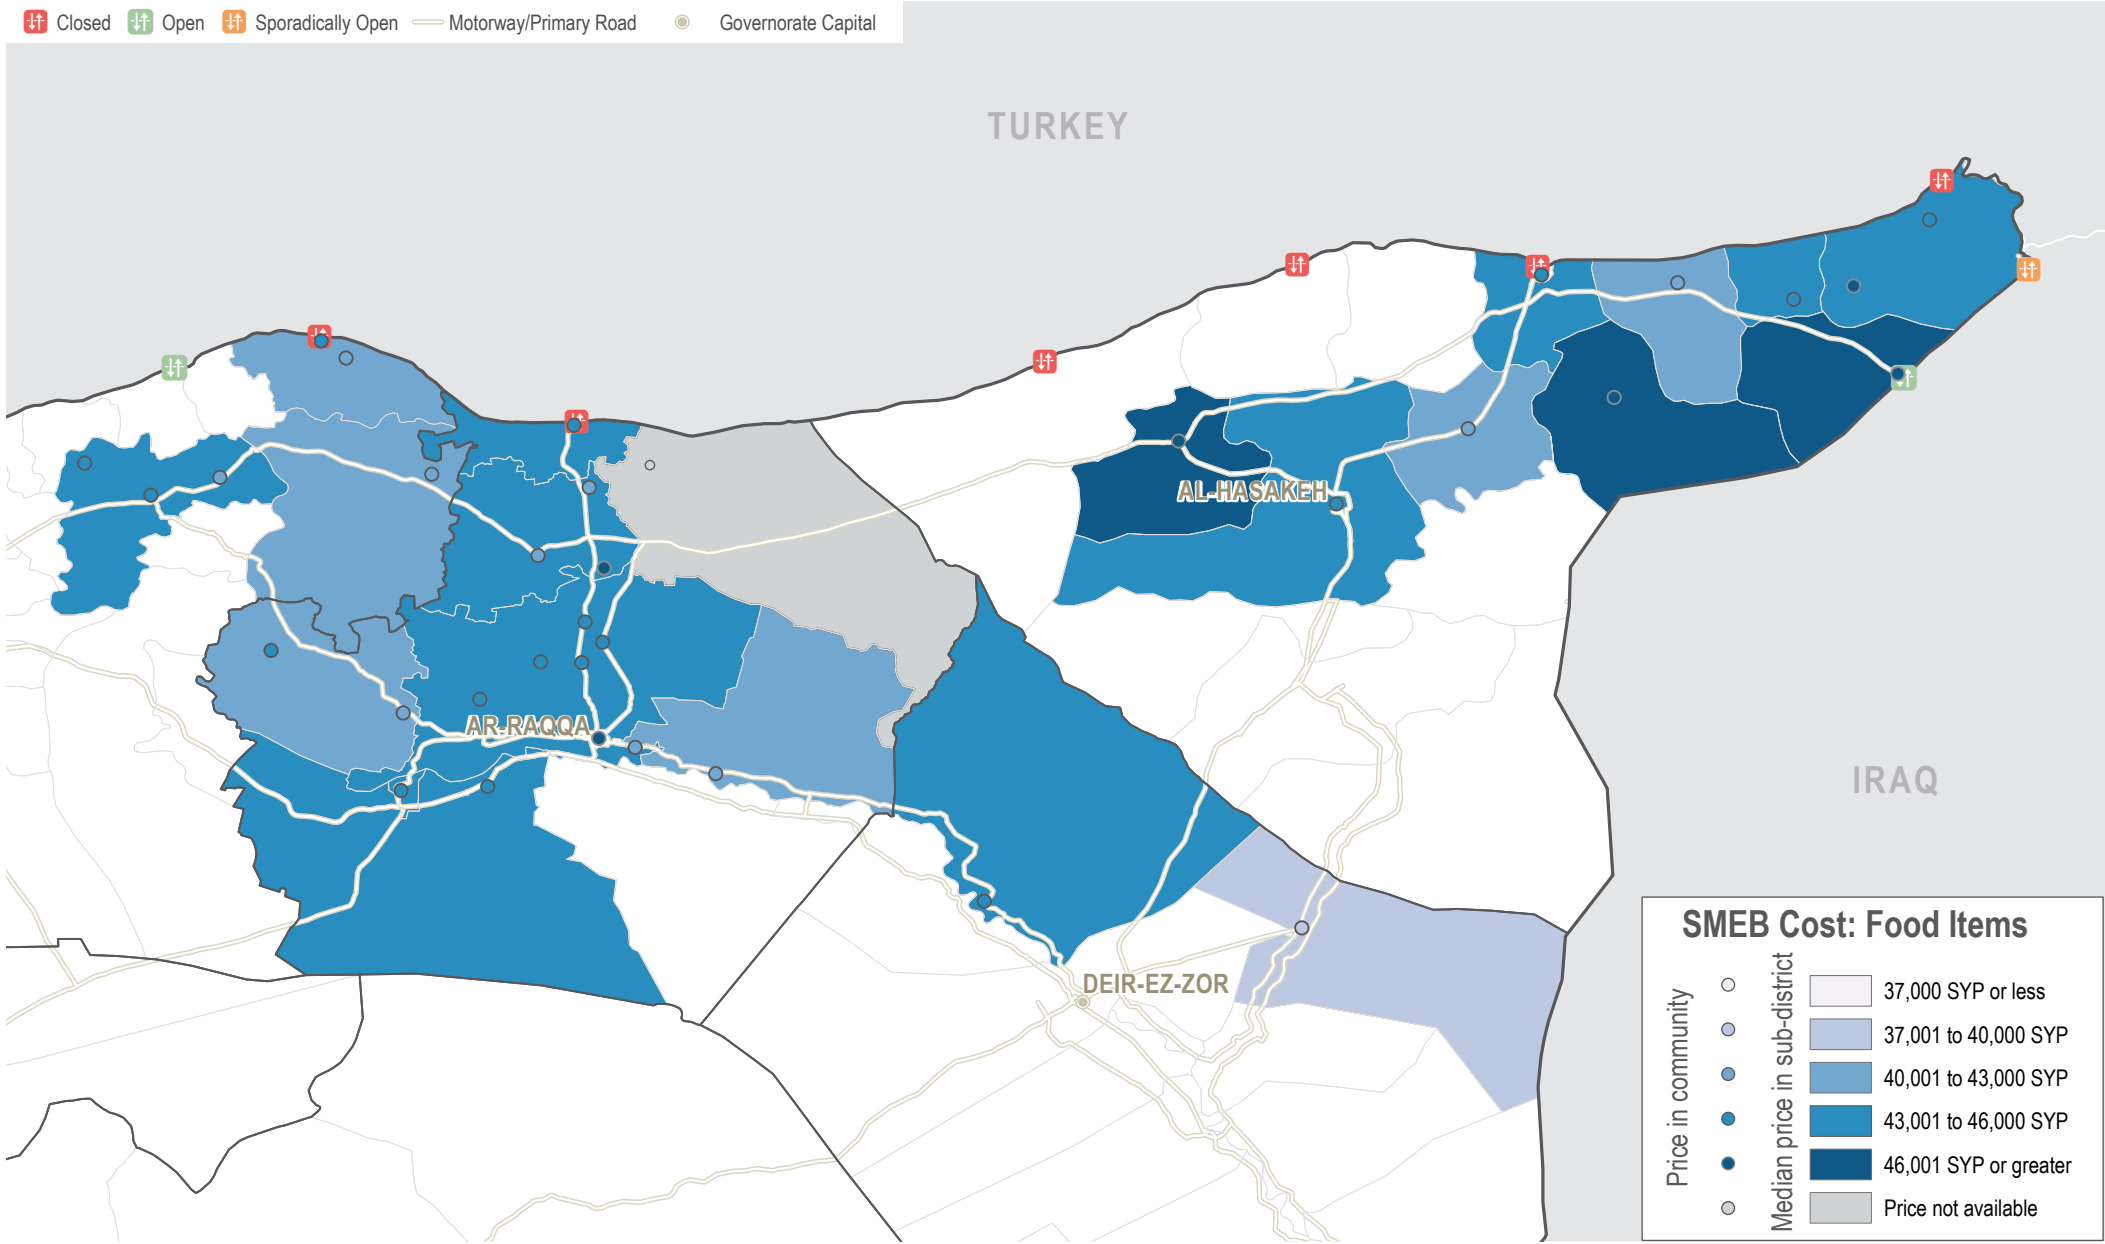 Closed
Open
Sporadically Open
Motorway/Primary Road
Governorate Capital
TURKEY
AL-HASAKEH
AR-RAQQA
IRAQ
DEIR-EZ-ZOR
SMEB Cost: Food Items
Price in community
Median price in sub-district
37,000 SYP or less
37,001 to 40,000 SYP
40,001 to 43,000 SYP
43,001 to 46,000 SYP
46,001 SYP or greater
Price not available